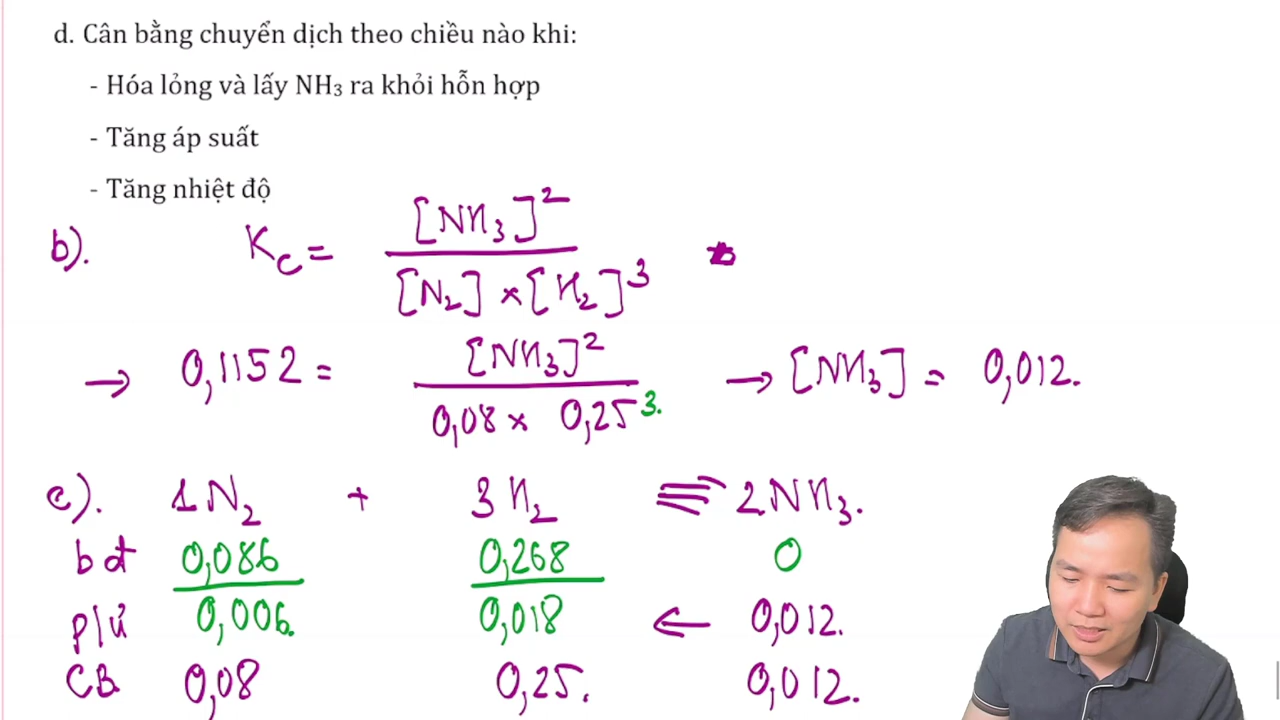 d. Cân bằng chuyển dịch theo chiều nào khi:
- Hóa lỏng và lấy NH₃ ra khỏi hỗn hợp
- Tăng áp suất
- Tăng nhiệt độ
b). K_C = [NH₃]² / [N₂] × [H₂]³
→ 0,1152 = [NH₃]² / 0,08 × 0,25³. → [NH₃] = 0,012.
c). 1N₂ + 3H₂ ⇌ 2NH₃.
bđ 0,086 0,268 0
p/ứ 0,006. 0,018 ← 0,012.
CB 0,08 0,25. 0,012.